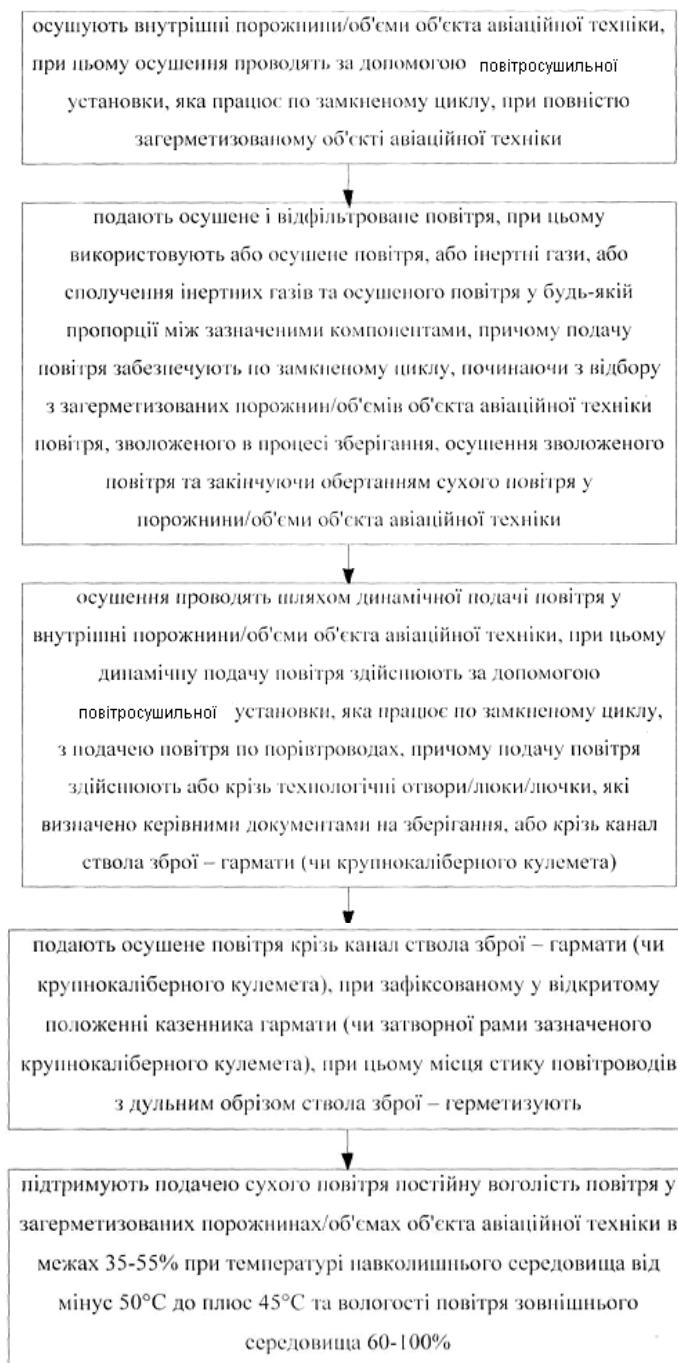 осушують внутрішні порожнини/об'єми об'єкта авіаційної техніки,
при цьому осушення проводять за допомогою повітросушильної
установки, яка працює по замкненому циклу, при повністю
загерметизованому об'єкті авіаційної техніки
подають осушене і відфільтроване повітря, при цьому
використовують або осушене повітря, або інертні гази, або
сполучення інертних газів та осушеного повітря у будь-якій
пропорції між зазначеними компонентами, причому подачу
повітря забезпечують по замкненому циклу, починаючи з відбору
з загерметизованих порожнин/об'ємів об'єкта авіаційної техніки
повітря, зволоженого в процесі зберігання, осушення зволоженого
повітря та закінчуючи обертанням сухого повітря у
порожнини/об'єми об'єкта авіаційної техніки
осушення проводять шляхом динамічної подачі повітря у
внутрішні порожнини/об'єми об'єкта авіаційної техніки, при цьому
динамічну подачу повітря здійснюють за допомогою
повітросушильної установки, яка працює по замкненому циклу,
з подачею повітря по порівтроводах, причому подачу повітря
здійснюють або крізь технологічні отвори/люки/лючки, які
визначено керівними документами на зберігання, або крізь канал
ствола зброї – гармати (чи крупнокаліберного кулемета)
подають осушене повітря крізь канал ствола зброї – гармати (чи
крупнокаліберного кулемета), при зафіксованому у відкритому
положенні казенника гармати (чи затворної рами зазначеного
крупнокаліберного кулемета), при цьому місця стику повітроводів
з дульним обрізом ствола зброї – герметизують
підтримують подачею сухого повітря постійну воголість повітря у
загерметизованих порожнинах/об'ємах об'єкта авіаційної техніки в
межах 35-55% при температурі навколишнього середовища від
мінус 50°С до плюс 45°С та вологості повітря зовнішнього
середовища 60-100%